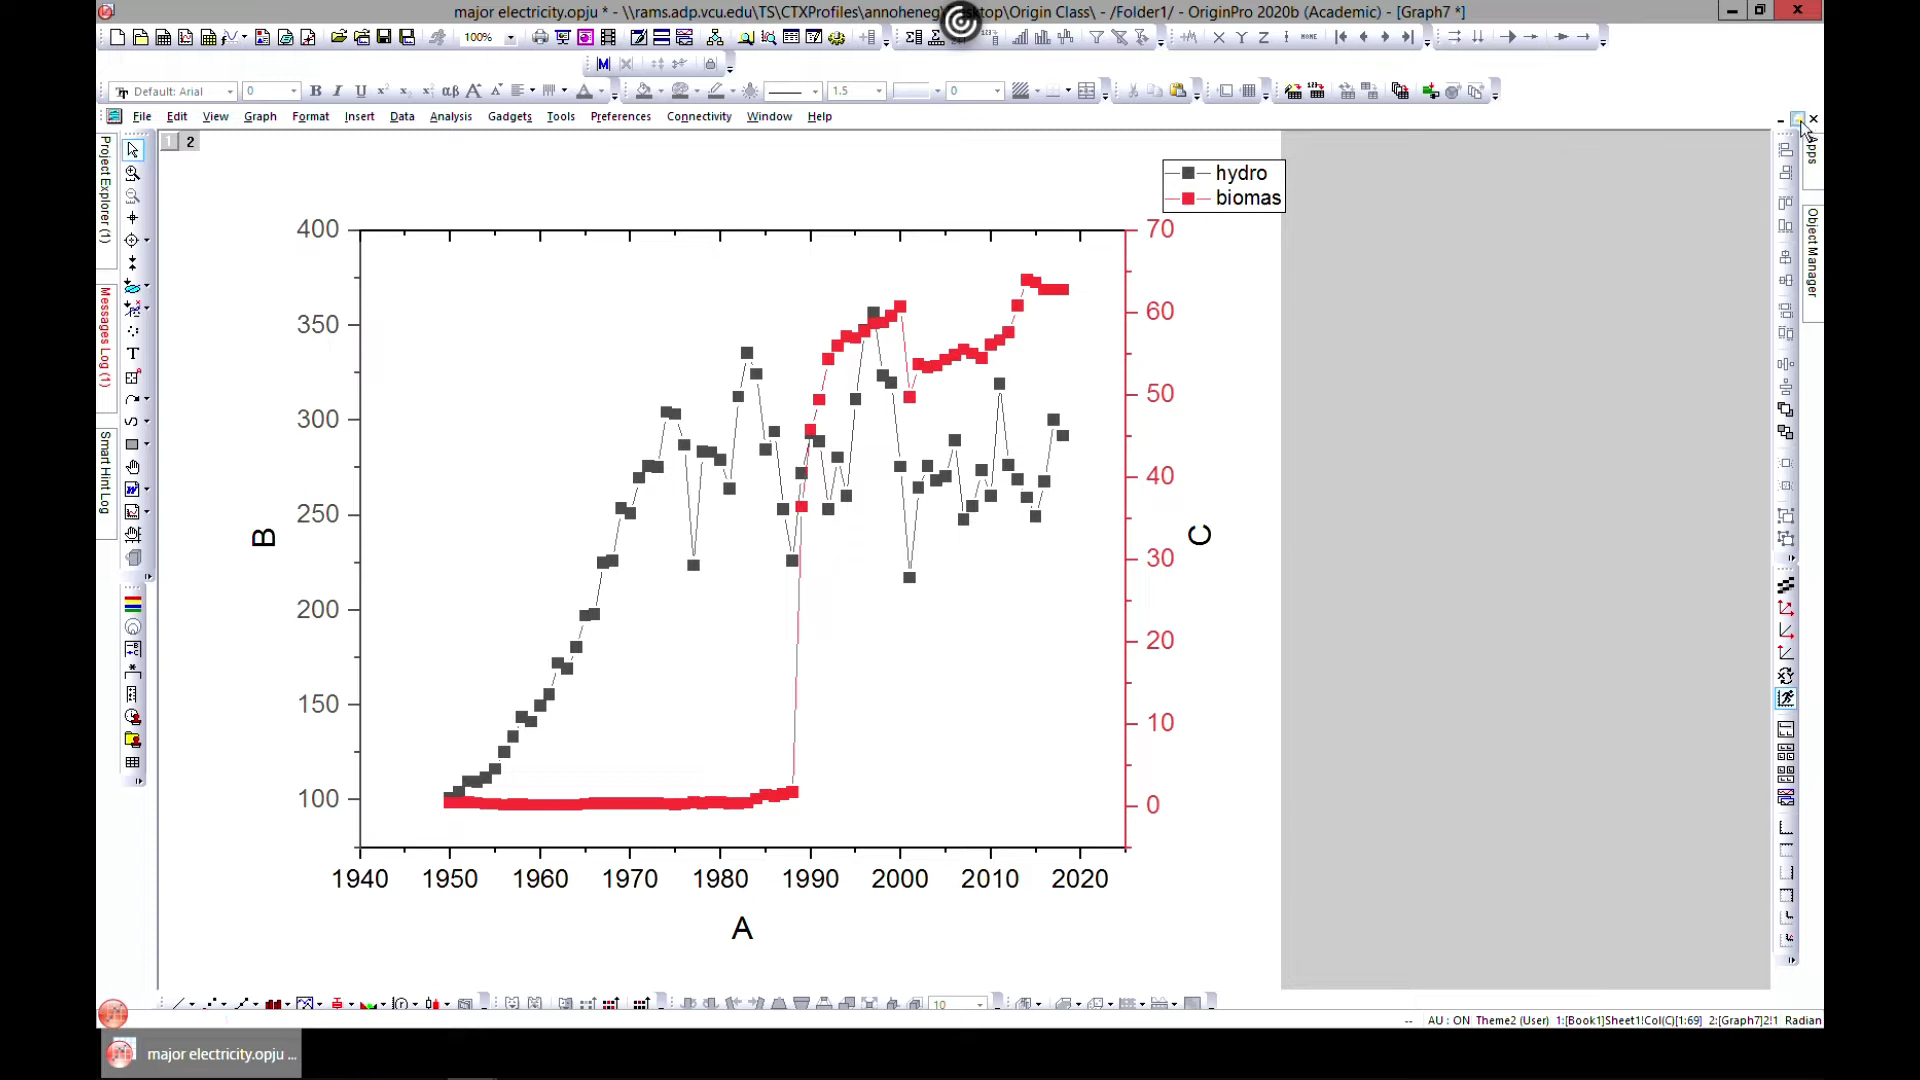 major electricity.opju * - \\rams.adp.vcu.edu\TS\CTXProfiles\annoheneg\Desktop\Origin Class\ - /Folder1/ - OriginPro 2020b (Academic) - [Graph7 *]
100%
Default: Arial 0 B I U αβ A A 1.5 0
File Edit View Graph Format Insert Data Analysis Gadgets Tools Preferences Connectivity Window Help
1 2
Project Explorer (1)
Messages Log (1)
Smart Hint Log
Apps
Object Manager
hydro
biomas
400
350
300
250
200
150
100
B
70
60
50
40
30
20
10
0
C
1940 1950 1960 1970 1980 1990 2000 2010 2020
A
10
-- AU : ON Theme2 (User) 1:[Book1]Sheet1!Col(C)[1:69] 2:[Graph7]2!1 Radian
major electricity.opju ...